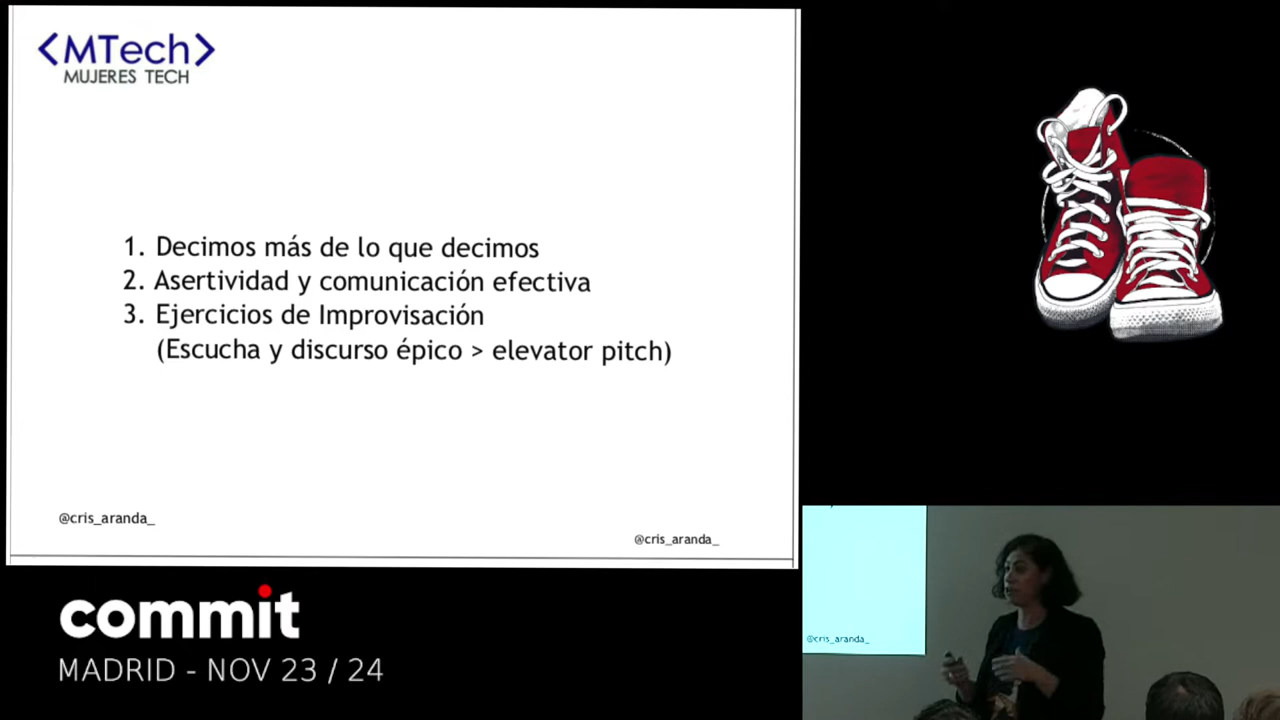 <MTech>
MUJERES TECH
1. Decimos más de lo que decimos
2. Asertividad y comunicación efectiva
3. Ejercicios de Improvisación
(Escucha y discurso épico > elevator pitch)
@cris_aranda_
@cris_aranda_
commit
MADRID - NOV 23 / 24
@cris_aranda_